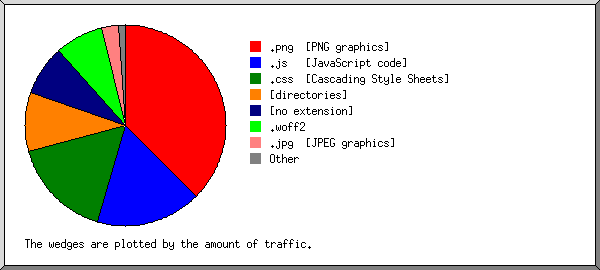 .png [PNG graphics]
.js [JavaScript code]
.css [Cascading Style Sheets]
[directories]
[no extension]
.woff2
.jpg [JPEG graphics]
Other
The wedges are plotted by the amount of traffic.